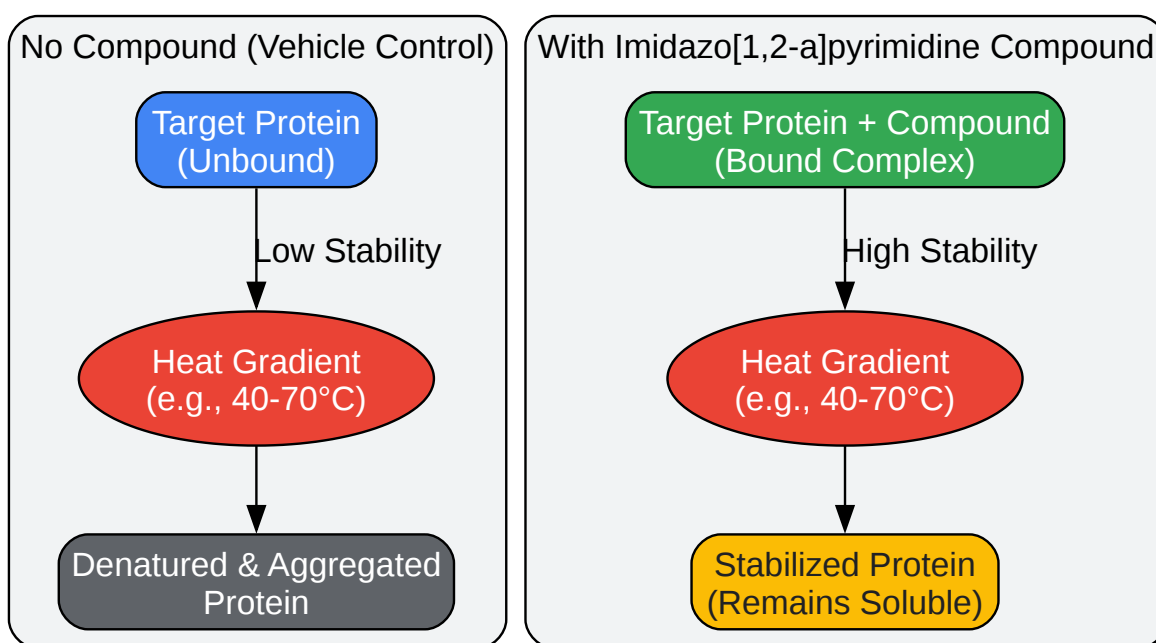 No Compound (Vehicle Control)
Target Protein
(Unbound)
Low Stability
Heat Gradient
(e.g., 40-70°C)
Denatured & Aggregated
Protein
With Imidazo[1,2-a]pyrimidine Compound
Target Protein + Compound
(Bound Complex)
High Stability
Heat Gradient
(e.g., 40-70°C)
Stabilized Protein
(Remains Soluble)